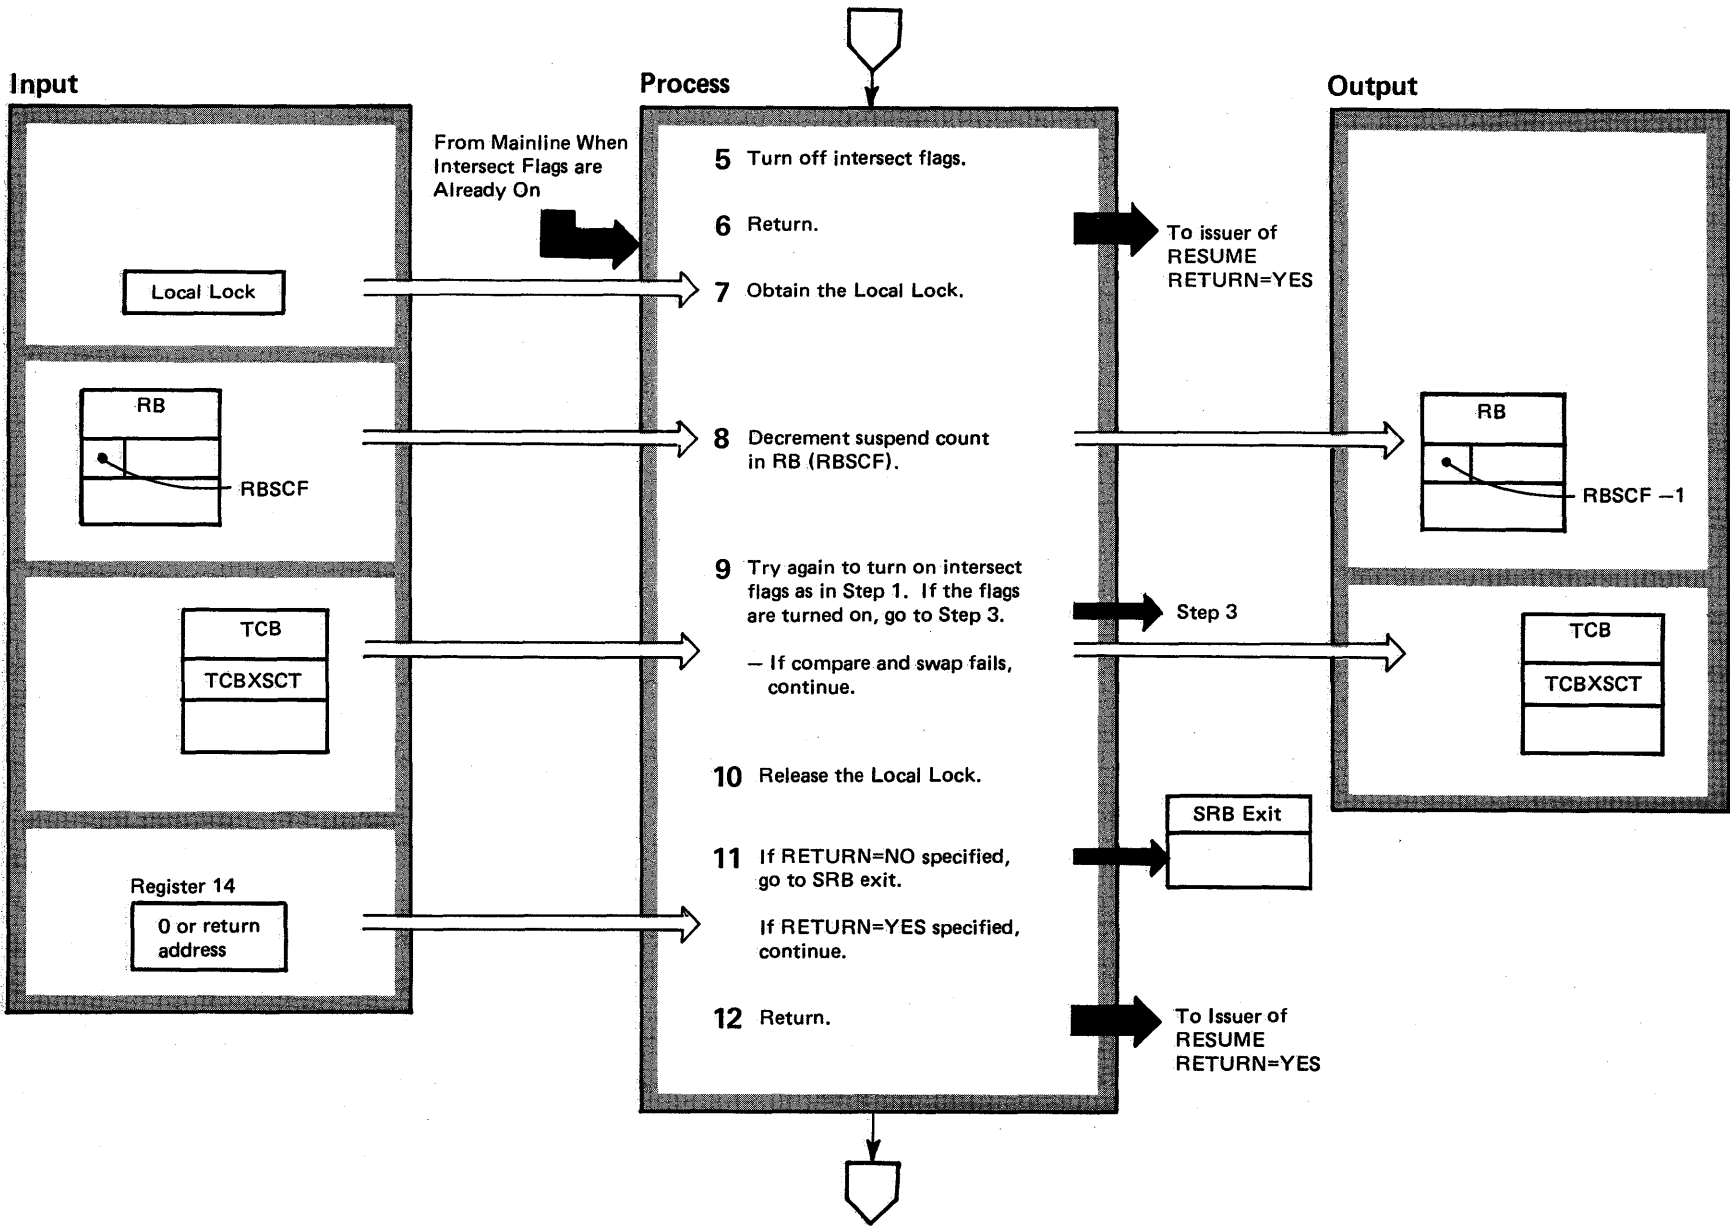 Input
Process
Output
From Mainline When
Intersect Flags are
Already On
5 Turn off intersect flags.
6 Return.
To issuer of
RESUME
RETURN=YES
Local Lock
7 Obtain the Local Lock.
RB
RBSCF
8 Decrement suspend count
in RB (RBSCF).
RB
RBSCF –1
9 Try again to turn on intersect
flags as in Step 1. If the flags
are turned on, go to Step 3.
Step 3
– If compare and swap fails,
continue.
TCB
TCBXSCT
TCB
TCBXSCT
10 Release the Local Lock.
SRB Exit
11 If RETURN=NO specified,
go to SRB exit.
Register 14
0 or return
address
If RETURN=YES specified,
continue.
12 Return.
To Issuer of
RESUME
RETURN=YES